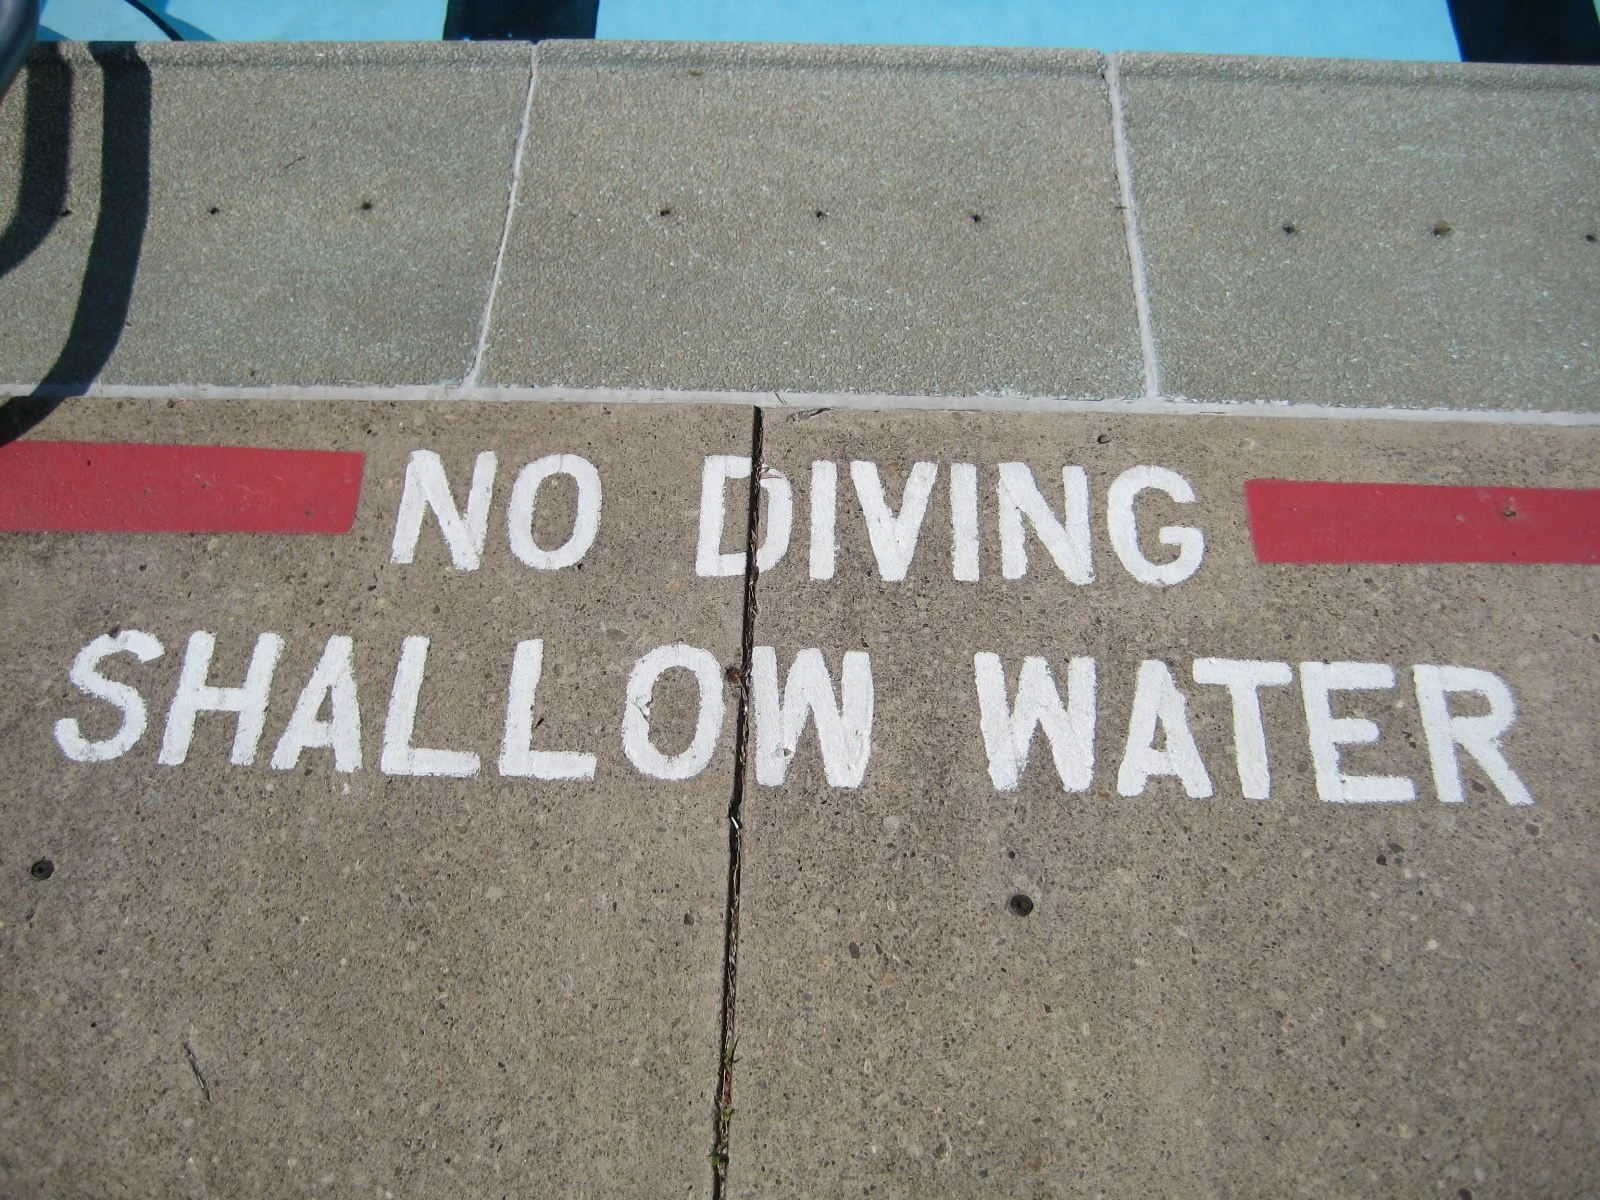 NO DIVING
SHALLOW WATER